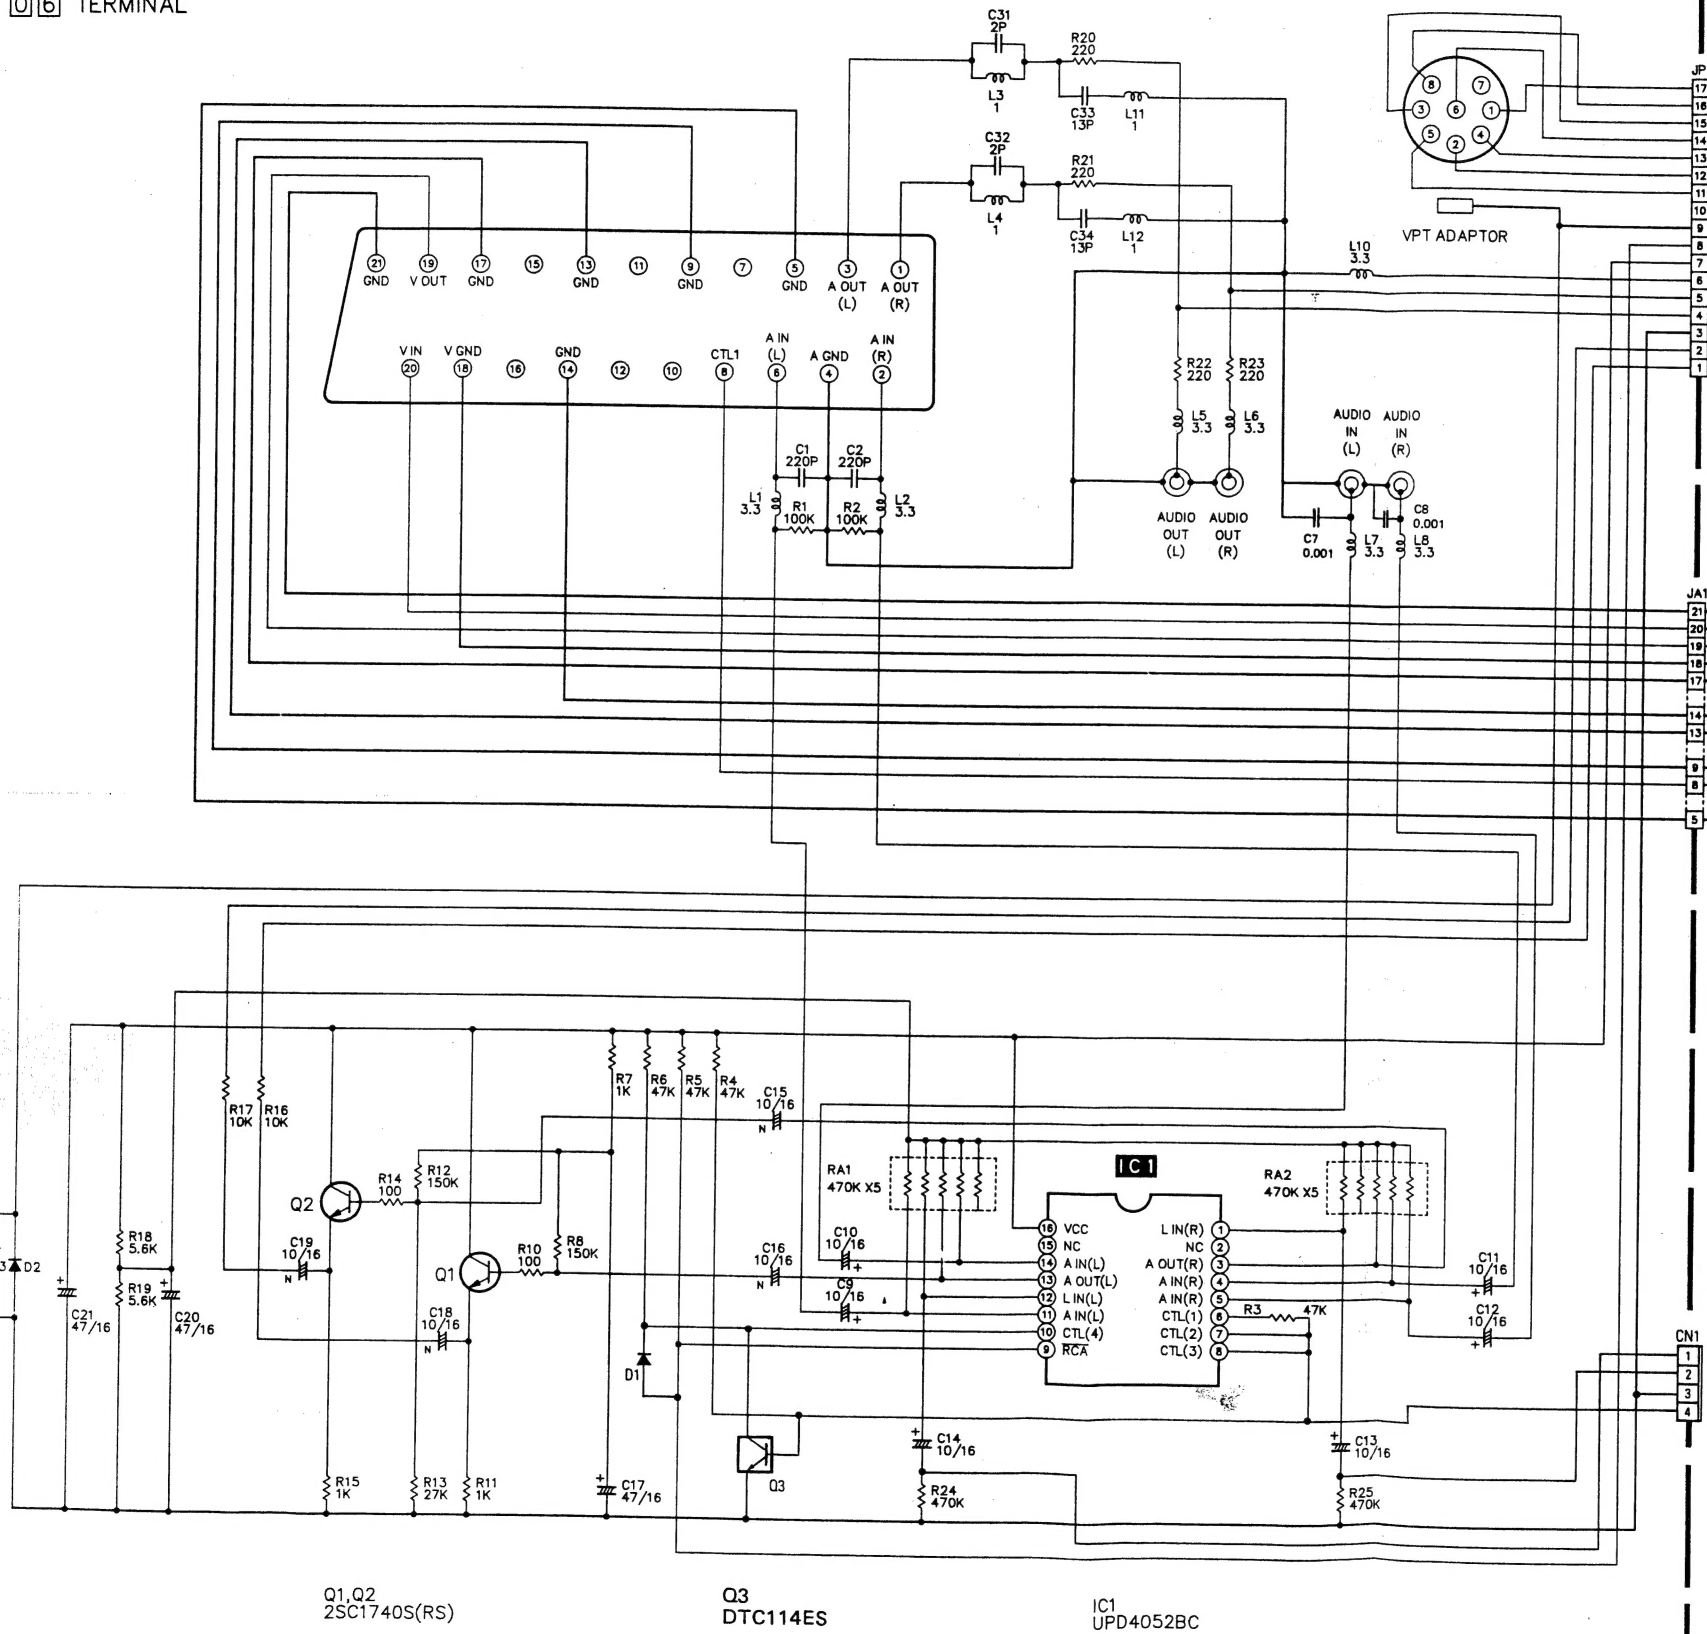 06 TERMINAL
C31
2P
L3
1
R20
220
C33
13P
L11
1
C32
2P
L4
1
R21
220
C34
13P
L12
1
8
7
3
6
1
5
4
2
VPT ADAPTOR
JP
17
16
15
14
13
12
11
10
9
8
7
6
5
4
3
2
1
21
19
17
15
13
11
9
7
5
3
1
GND
V OUT
GND
GND
GND
GND
A OUT
(L)
A OUT
(R)
V IN
V GND
GND
CTL1
A IN
(L)
A GND
A IN
(R)
20
18
16
14
12
10
8
6
4
2
L10
3.3
R22
220
R23
220
L5
3.3
L6
3.3
C1
220P
C2
220P
L1
3.3
R1
100K
R2
100K
L2
3.3
AUDIO
OUT
(L)
AUDIO
OUT
(R)
AUDIO
IN
(L)
AUDIO
IN
(R)
C7
0.001
L7
3.3
C8
0.001
L8
3.3
JA1
21
20
19
18
17
14
13
9
8
5
R17
10K
R16
10K
R7
1K
R6
47K
R5
47K
R4
47K
C15
10/16
N
R14
100
R12
150K
Q2
R18
5.6K
R19
5.6K
C19
10/16
N
Q1
R10
100
R8
150K
C16
10/16
N
D2
+
C21
47/16
+
C20
47/16
C18
10/16
N
RA1
470K X5
C10
10/16
+
C9
10/16
+
IC1
RA2
470K X5
16 VCC
15 NC
14 A IN(L)
13 A OUT(L)
12 L IN(L)
11 A IN(L)
10 CTL(4)
9 RCA
L IN(R) 1
NC 2
A OUT(R) 3
A IN(R) 4
A IN(R) 5
CTL(1) 6
CTL(2) 7
CTL(3) 8
R3
47K
C11
10/16
+
C12
10/16
+
D1
CN1
1
2
3
4
R15
1K
R13
27K
R11
1K
+
C17
47/16
Q3
+
C14
10/16
R24
470K
+
C13
10/16
R25
470K
Q1,Q2
2SC1740S(RS)
Q3
DTC114ES
IC1
UPD4052BC